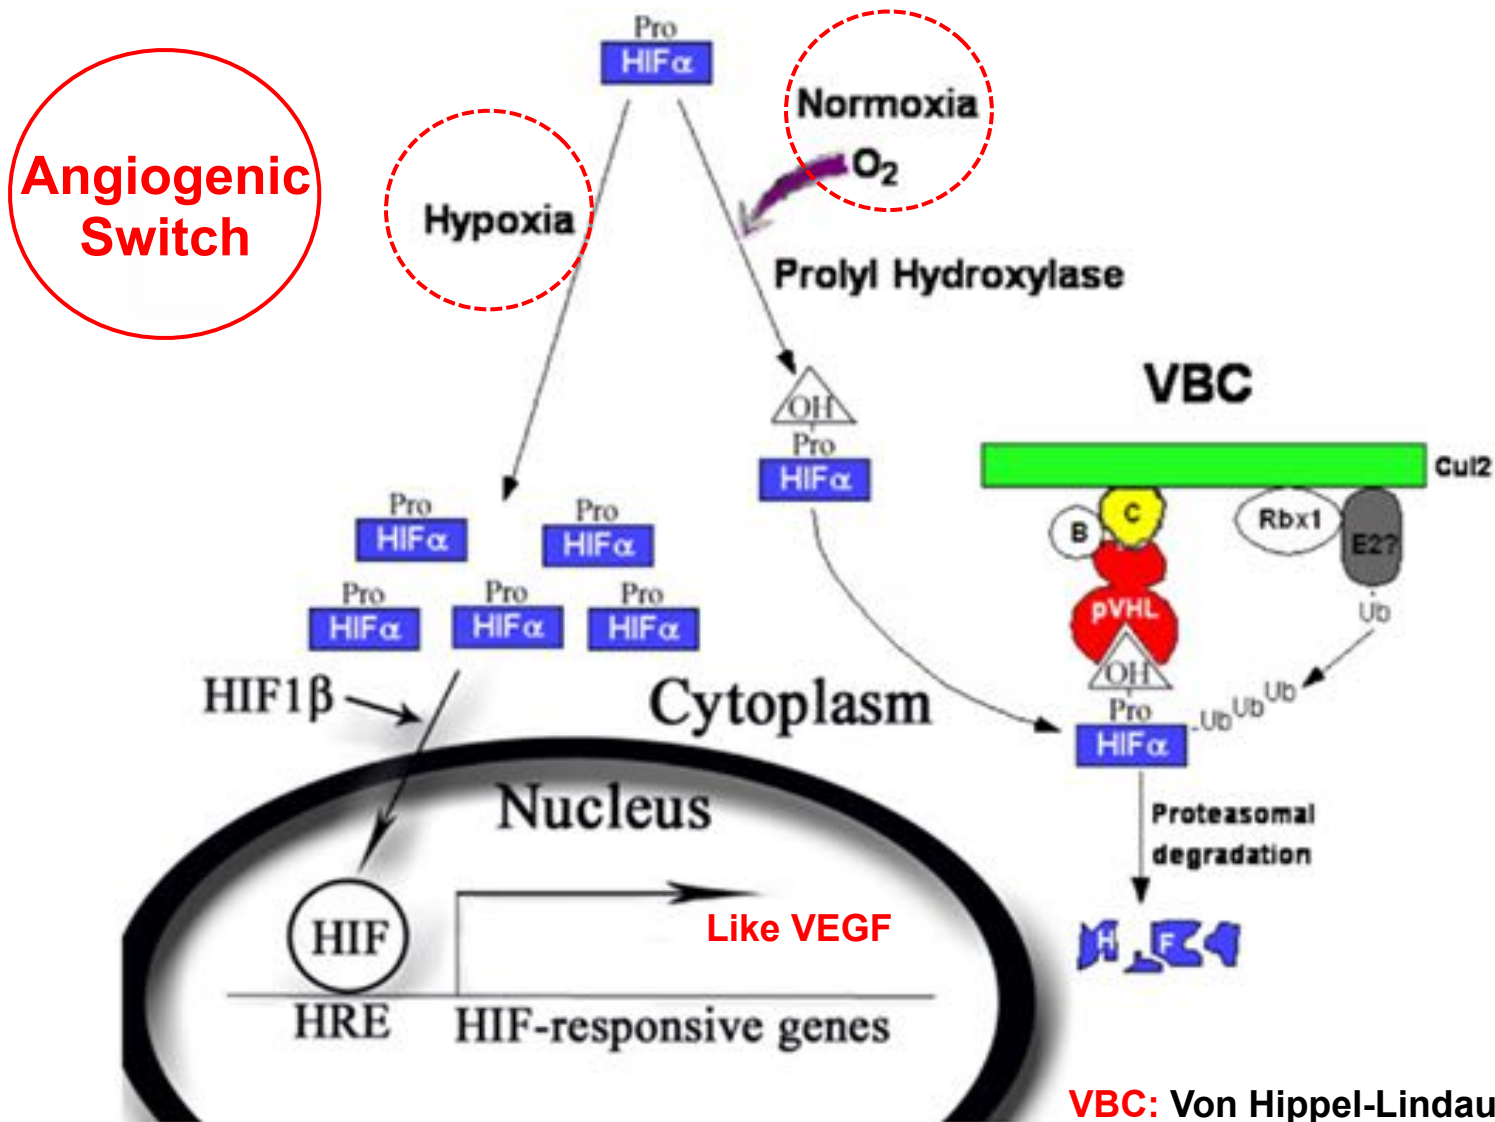 Angiogenic
Switch
Pro
HIFα
Hypoxia
Normoxia
O2
Prolyl Hydroxylase
OH
Pro
HIFα
VBC
Cul2
B
C
Rbx1
E2?
pVHL
Ub
OH
Pro
HIFα
Ub
Ub
Ub
Pro
HIFα
Pro
HIFα
Pro
HIFα
Pro
HIFα
Pro
HIFα
HIF1β
Cytoplasm
Nucleus
Proteasomal
degradation
H
F
HIF
Like VEGF
HRE
HIF-responsive genes
VBC: Von Hippel-Lindau